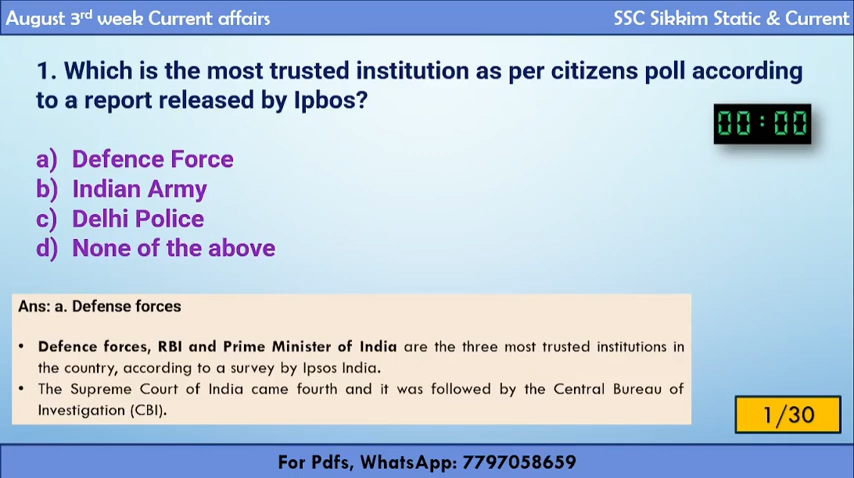 August 3rd week Current affairs
SSC Sikkim Static & Current
1. Which is the most trusted institution as per citizens poll according
to a report released by Ipbos?
00:00
a) Defence Force
b) Indian Army
c) Delhi Police
d) None of the above
Ans: a. Defense forces
• Defence forces, RBI and Prime Minister of India are the three most trusted institutions in
the country, according to a survey by Ipsos India.
• The Supreme Court of India came fourth and it was followed by the Central Bureau of
Investigation (CBI).
1/30
For Pdfs, WhatsApp: 7797058659